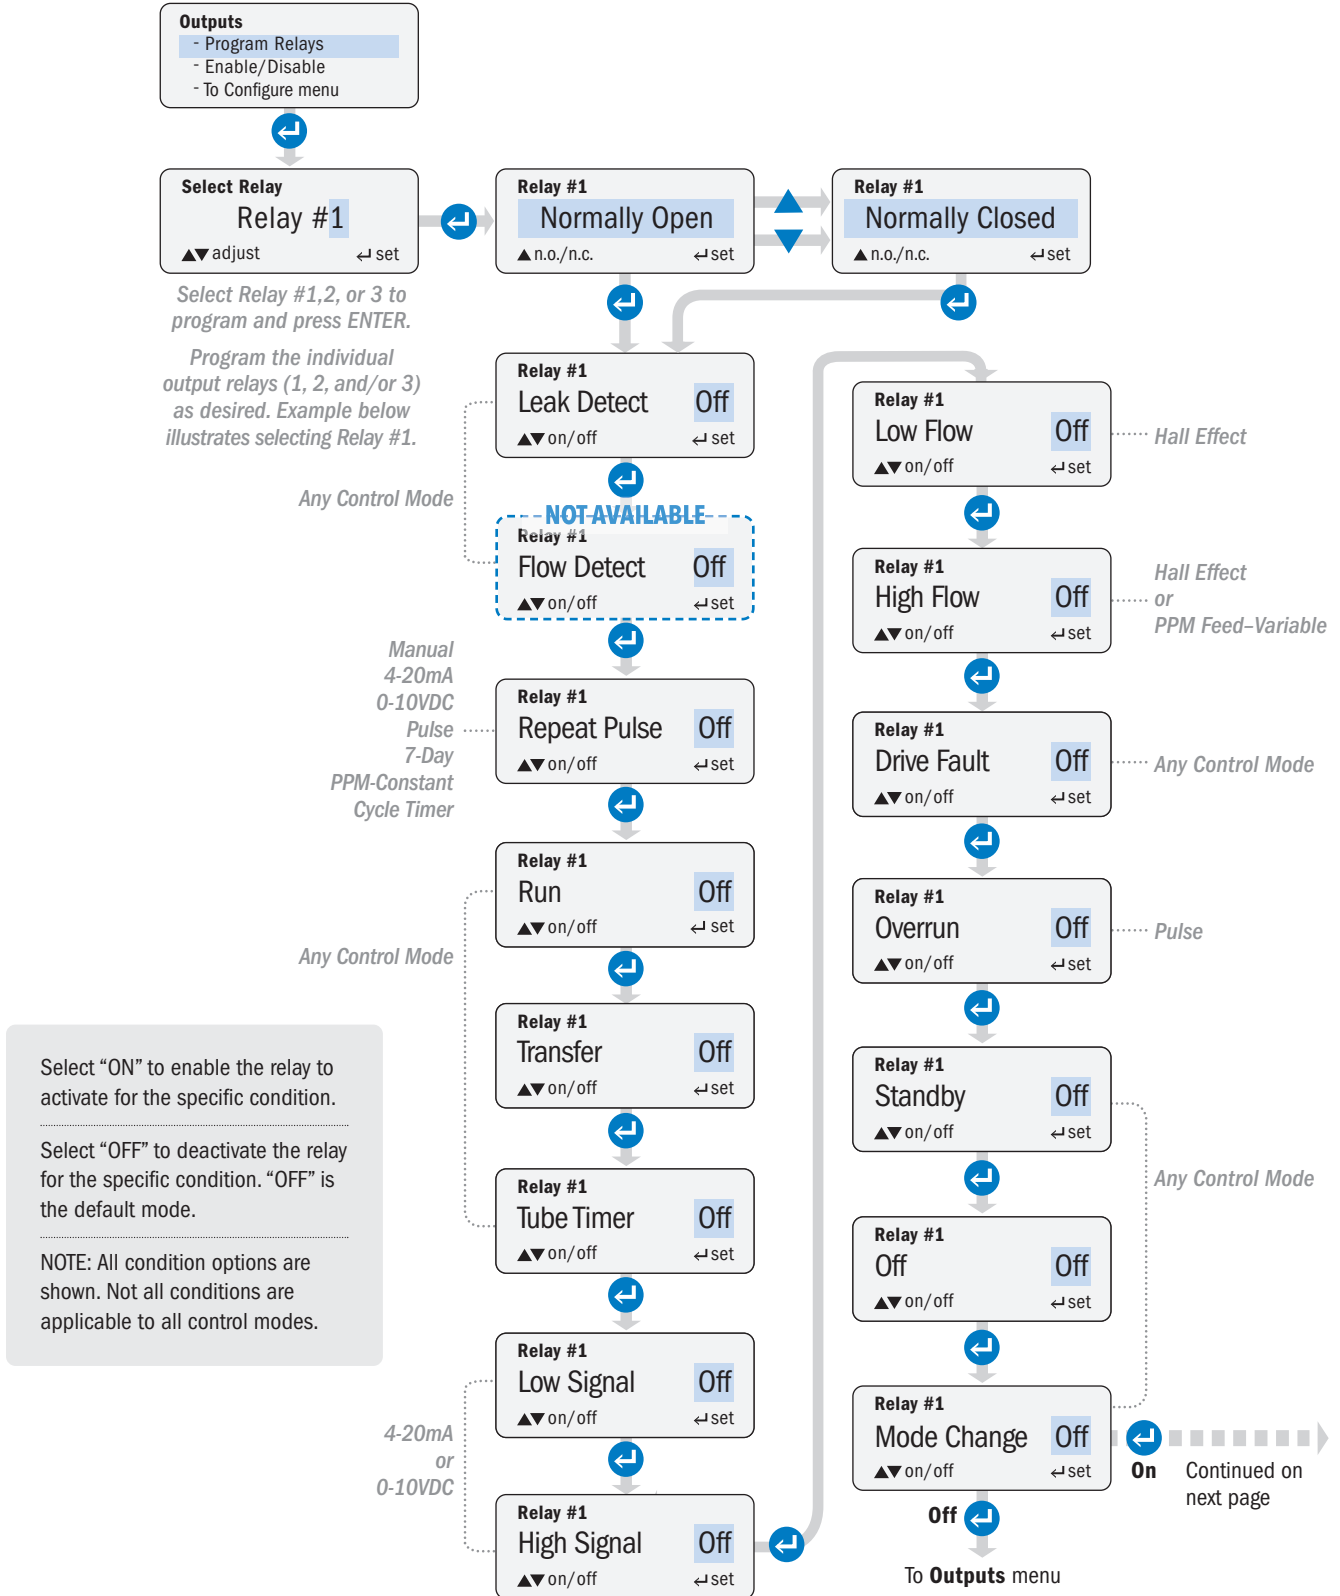 Outputs
- Program Relays
- Enable/Disable
- To Configure menu
Select Relay
Relay #1
▲▼ adjust ↵ set
Select Relay #1,2, or 3 to
program and press ENTER.
Program the individual
output relays (1, 2, and/or 3)
as desired. Example below
illustrates selecting Relay #1.
Relay #1
Normally Open
▲ n.o./n.c. ↵ set
Relay #1
Normally Closed
▲ n.o./n.c. ↵ set
Relay #1
Leak Detect Off
▲▼ on/off ↵ set
Any Control Mode
NOT AVAILABLE
Relay #1
Flow Detect Off
▲▼ on/off ↵ set
Manual
4-20mA
0-10VDC
Pulse
7-Day
PPM-Constant
Cycle Timer
Relay #1
Repeat Pulse Off
▲▼ on/off ↵ set
Relay #1
Run Off
▲▼ on/off ↵ set
Any Control Mode
Relay #1
Transfer Off
▲▼ on/off ↵ set
Relay #1
Tube Timer Off
▲▼ on/off ↵ set
Select “ON” to enable the relay to
activate for the specific condition.
Select “OFF” to deactivate the relay
for the specific condition. “OFF” is
the default mode.
NOTE: All condition options are
shown. Not all conditions are
applicable to all control modes.
Relay #1
Low Signal Off
▲▼ on/off ↵ set
4-20mA
or
0-10VDC
Relay #1
High Signal Off
▲▼ on/off ↵ set
Relay #1
Low Flow Off
▲▼ on/off ↵ set
Hall Effect
Relay #1
High Flow Off
▲▼ on/off ↵ set
Hall Effect
or
PPM Feed–Variable
Relay #1
Drive Fault Off
▲▼ on/off ↵ set
Any Control Mode
Relay #1
Overrun Off
▲▼ on/off ↵ set
Pulse
Relay #1
Standby Off
▲▼ on/off ↵ set
Any Control Mode
Relay #1
Off Off
▲▼ on/off ↵ set
Relay #1
Mode Change Off
▲▼ on/off ↵ set
On
Continued on
next page
Off
To Outputs menu